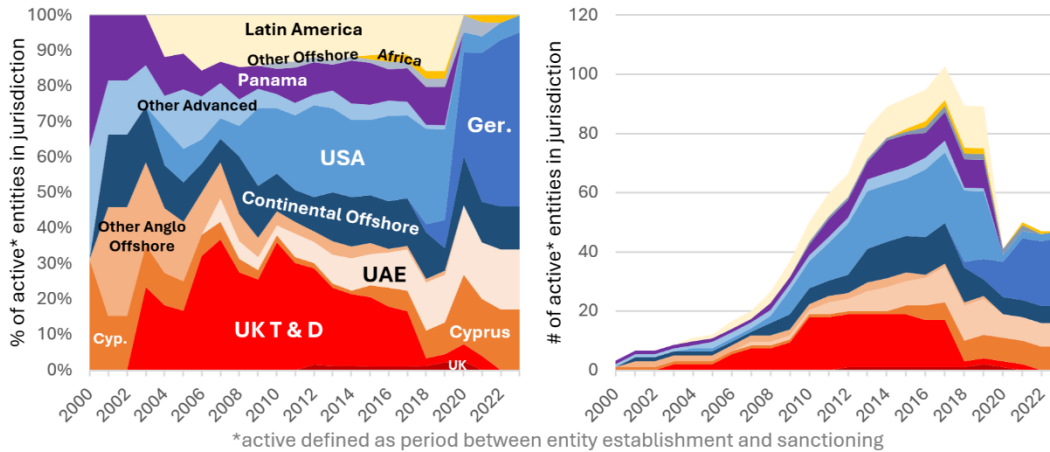 % of active* entities in jurisdiction
100%
90%
80%
70%
60%
50%
40%
30%
20%
10%
0%
Latin America
Other Offshore
Africa
Panama
Other Advanced
Ger.
USA
Continental Offshore
Other Anglo
Offshore
UAE
Cyp.
UK T & D
Cyprus
UK
2000
2002
2004
2006
2008
2010
2012
2014
2016
2018
2020
2022
# of active* entities in jurisdiction
120
100
80
60
40
20
0
2000
2002
2004
2006
2008
2010
2012
2014
2016
2018
2020
2022
*active defined as period between entity establishment and sanctioning